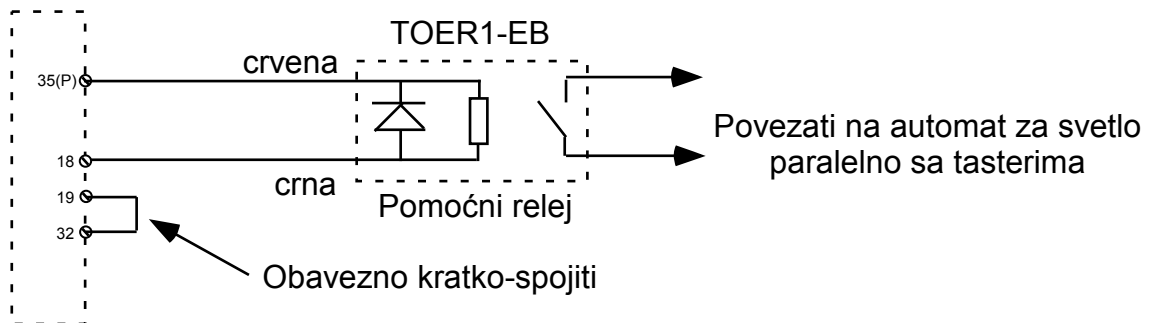 TOER1-EB
crvena
35(P)
Povezati na automat za svetlo
paralelno sa tasterima
18
crna
19
Pomoćni relej
32
Obavezno kratko-spojiti